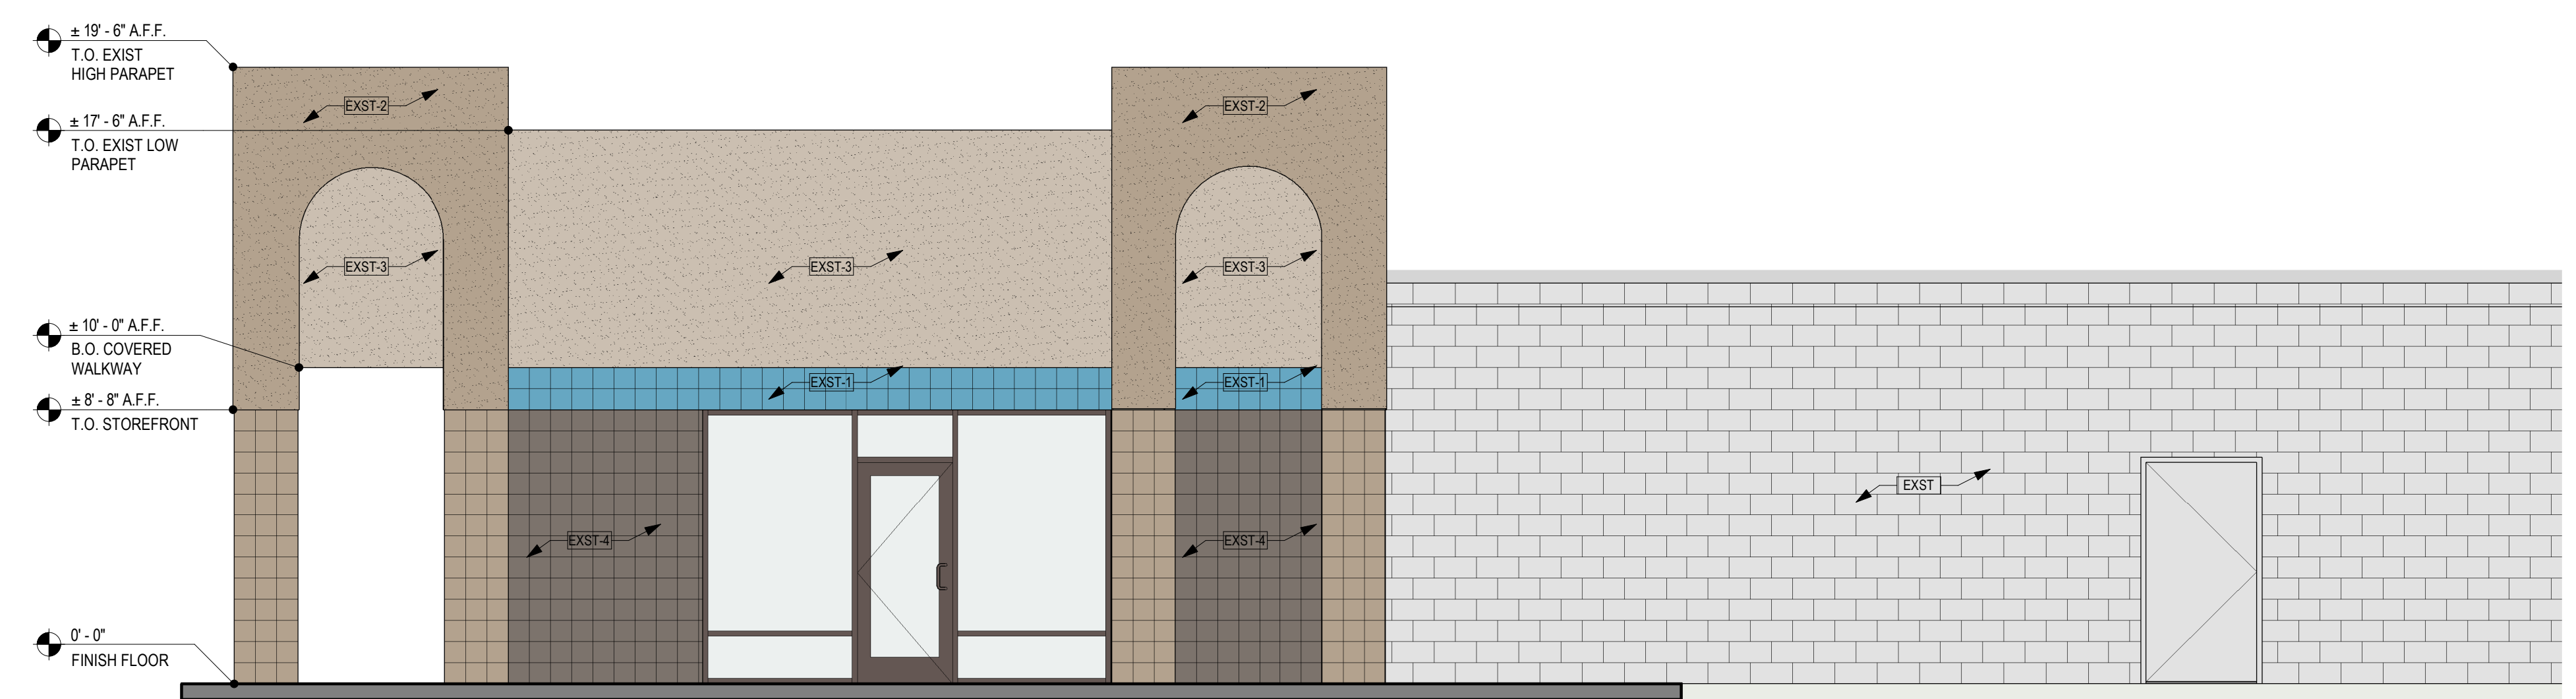 ± 19' - 6" A.F.F.
T.O. EXIST
HIGH PARAPET
EXST-2
EXST-2
± 17' - 6" A.F.F.
T.O. EXIST LOW
PARAPET
EXST-3
EXST-3
EXST-3
± 10' - 0" A.F.F.
B.O. COVERED
WALKWAY
EXST-1
EXST-1
± 8' - 8" A.F.F.
T.O. STOREFRONT
EXST
EXST-4
EXST-4
0' - 0"
FINISH FLOOR